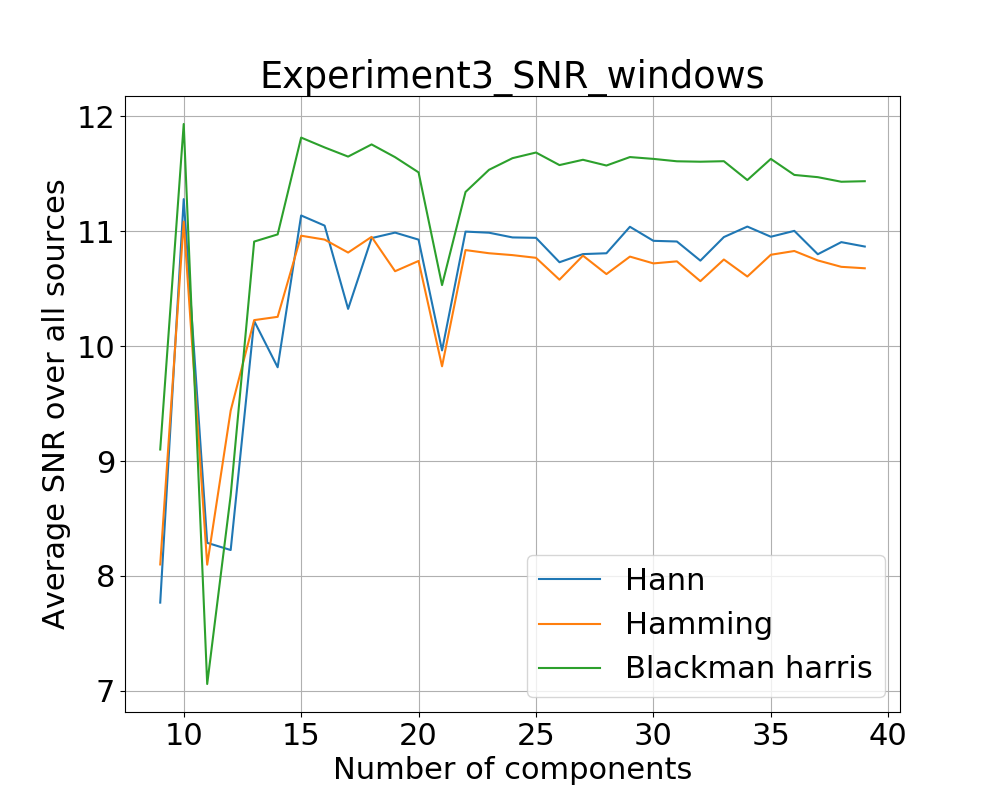 Experiment3_SNR_windows
12
11
10
9
8
7
Average SNR over all sources
Hann
Hamming
Blackman harris
10 15 20 25 30 35 40
Number of components